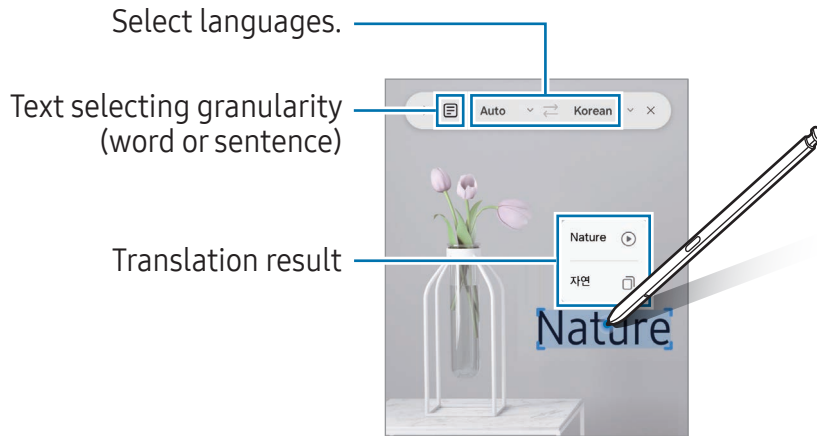 Select languages.
Text selecting granularity
(word or sentence)
Auto Korean
Translation result
Nature
자연
Nature